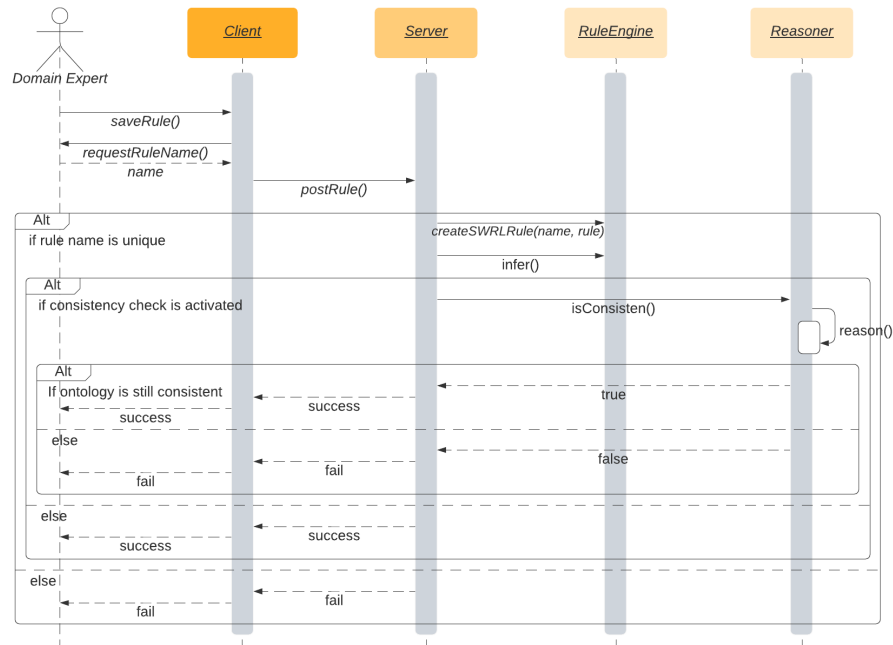 Client
Server
RuleEngine
Reasoner
Domain Expert
saveRule()
requestRuleName()
name
postRule()
Alt
if rule name is unique
createSWRLRule(name, rule)
infer()
Alt
if consistency check is activated
isConsisten()
reason()
Alt
If ontology is still consistent
true
success
success
else
false
fail
fail
else
success
success
else
fail
fail